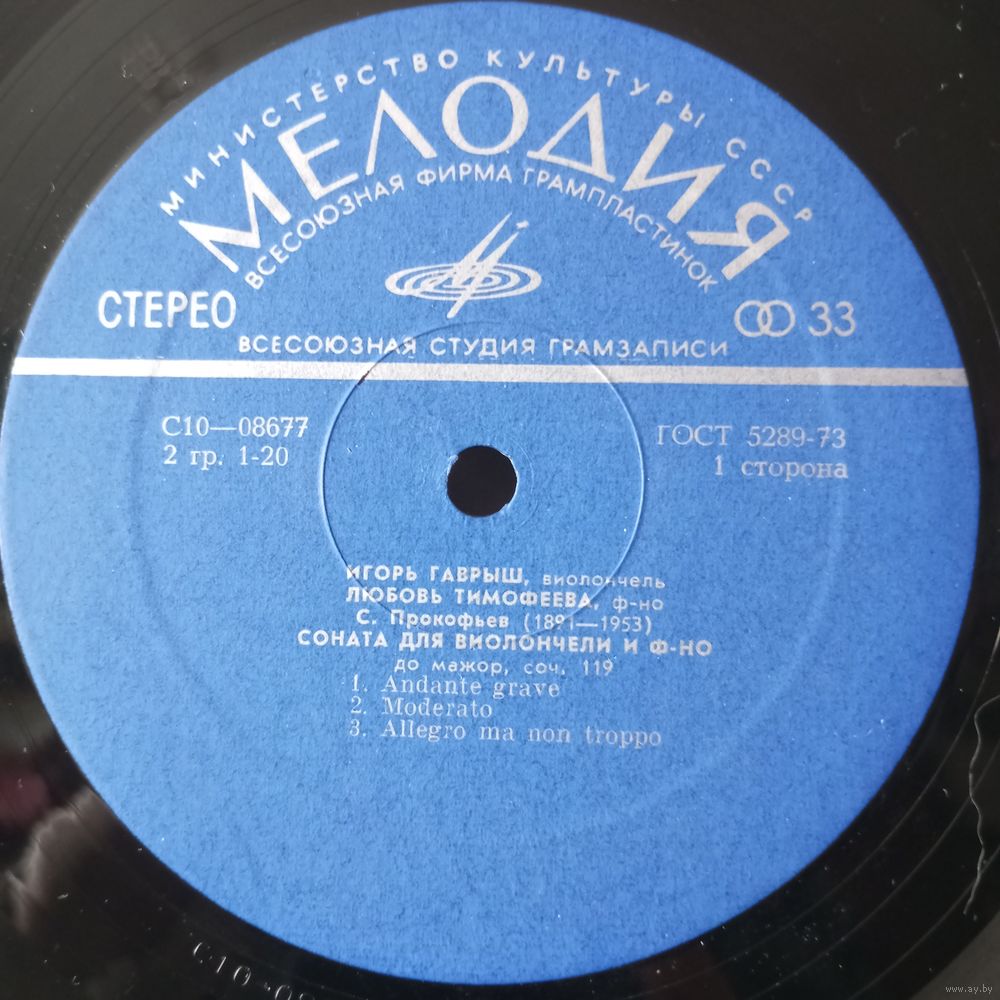 МИНИСТЕРСТВО КУЛЬТУРЫ СССР
МЕЛОДИЯ
ВСЕСОЮЗНАЯ ФИРМА ГРАМПЛАСТИНОК
СТЕРЕО
33
ВСЕСОЮЗНАЯ СТУДИЯ ГРАМЗАПИСИ
С10—08677
ГОСТ 5289-73
2 гр. 1-20
1 сторона
ИГОРЬ ГАВРЫШ, виолончель
ЛЮБОВЬ ТИМОФЕЕВА, ф-но
С. Прокофьев (1891—1953)
СОНАТА ДЛЯ ВИОЛОНЧЕЛИ И Ф-НО
до мажор, соч. 119
1. Andante grave
2. Moderato
3. Allegro ma non troppo
www.ay.by